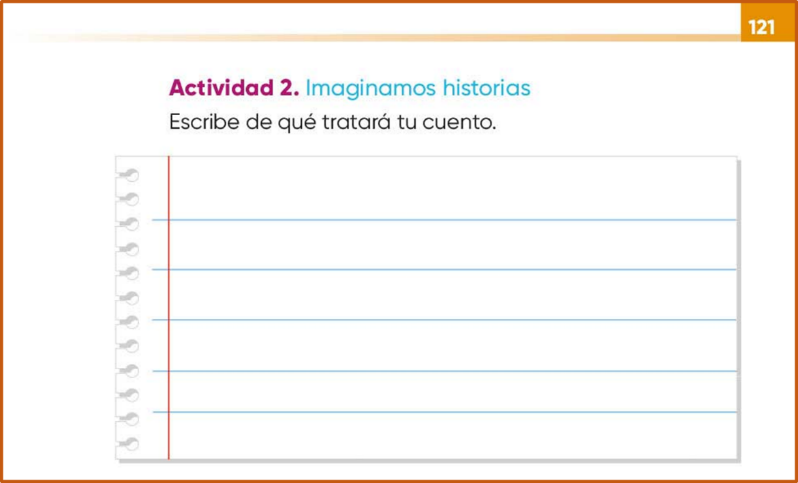 121
Actividad 2. Imaginamos historias
Escribe de qué tratará tu cuento.